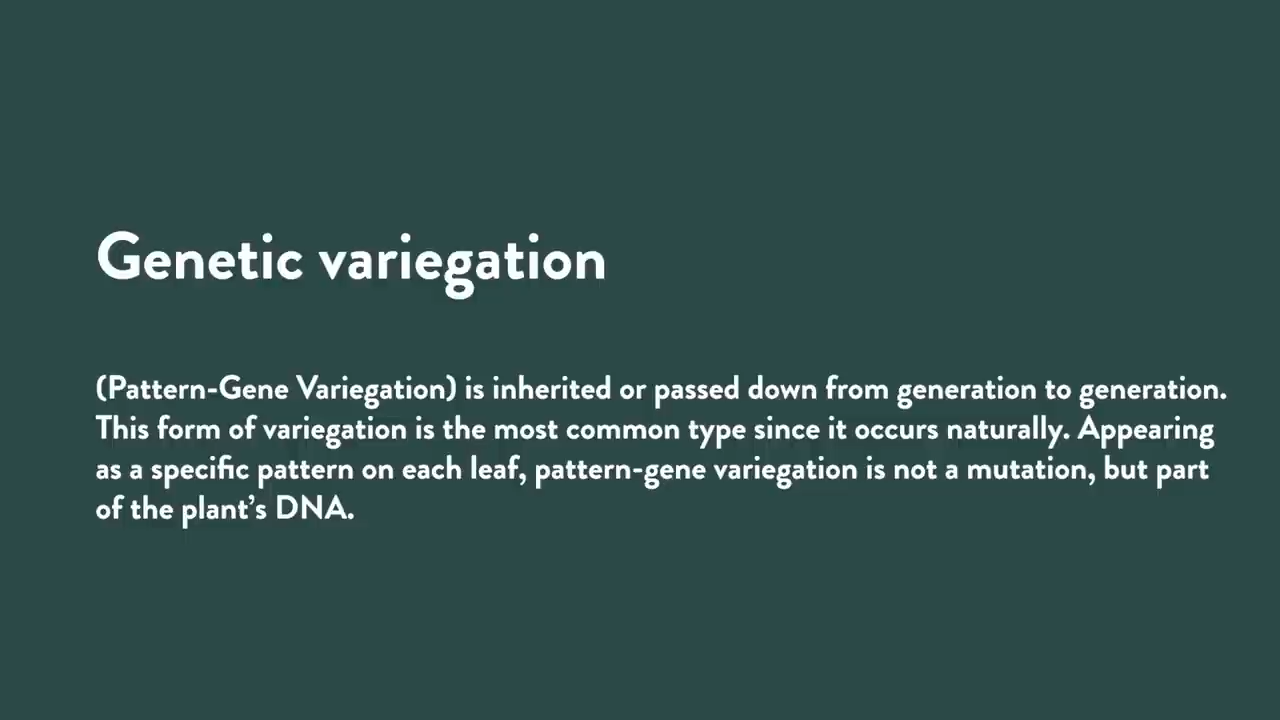 Genetic variegation
(Pattern-Gene Variegation) is inherited or passed down from generation to generation.
This form of variegation is the most common type since it occurs naturally. Appearing
as a specific pattern on each leaf, pattern-gene variegation is not a mutation, but part
of the plant’s DNA.